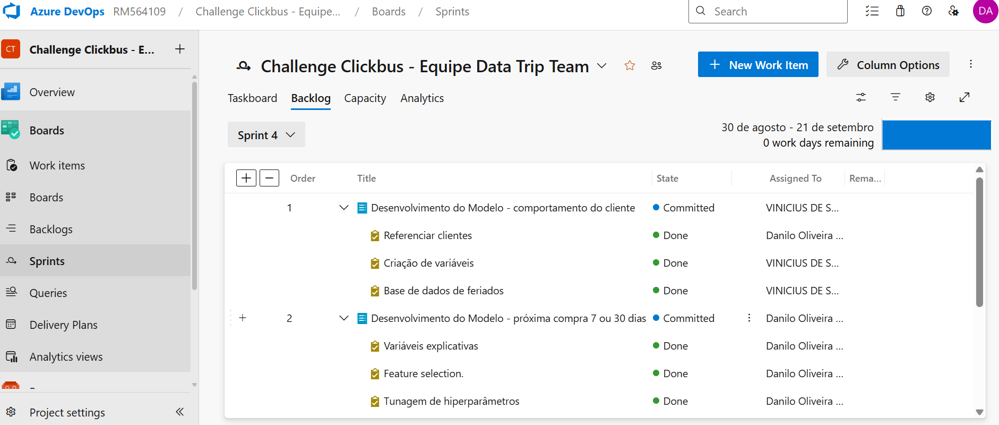 Azure DevOps RM564109 / Challenge Clickbus - Equipe... / Boards / Sprints
Search
DA
CT Challenge Clickbus - E...
Overview
Boards
Work items
Boards
Backlogs
Sprints
Queries
Delivery Plans
Analytics views
Project settings
Challenge Clickbus - Equipe Data Trip Team
New Work Item
Column Options
Taskboard Backlog Capacity Analytics
Sprint 4
30 de agosto - 21 de setembro
0 work days remaining
Order Title State Assigned To Rema...
1 Desenvolvimento do Modelo - comportamento do cliente Committed VINICIUS DE S...
Referenciar clientes Done Danilo Oliveira ...
Criação de variáveis Done VINICIUS DE S...
Base de dados de feriados Done VINICIUS DE S...
2 Desenvolvimento do Modelo - próxima compra 7 ou 30 dias Committed Danilo Oliveira ...
Variáveis explicativas Done Danilo Oliveira ...
Feature selection. Done Danilo Oliveira ...
Tunagem de hiperparâmetros Done Danilo Oliveira ...